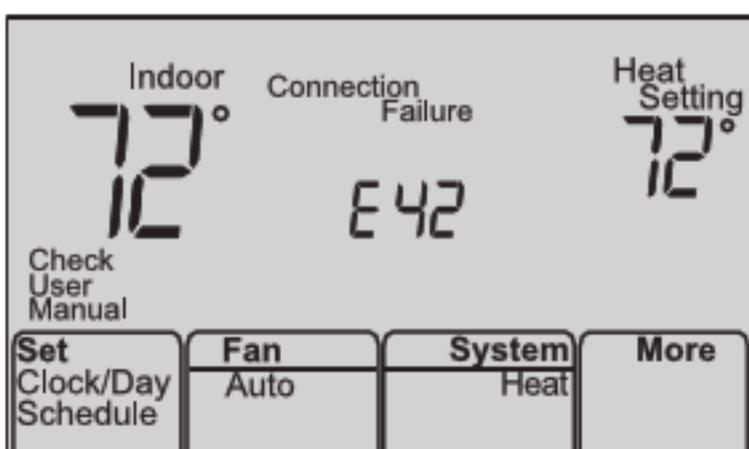 Indoor
72°
Connection
Failure
E 42
Heat
Setting
72°
Check
User
Manual
Set
Clock/Day
Schedule
Fan
Auto
System
Heat
More